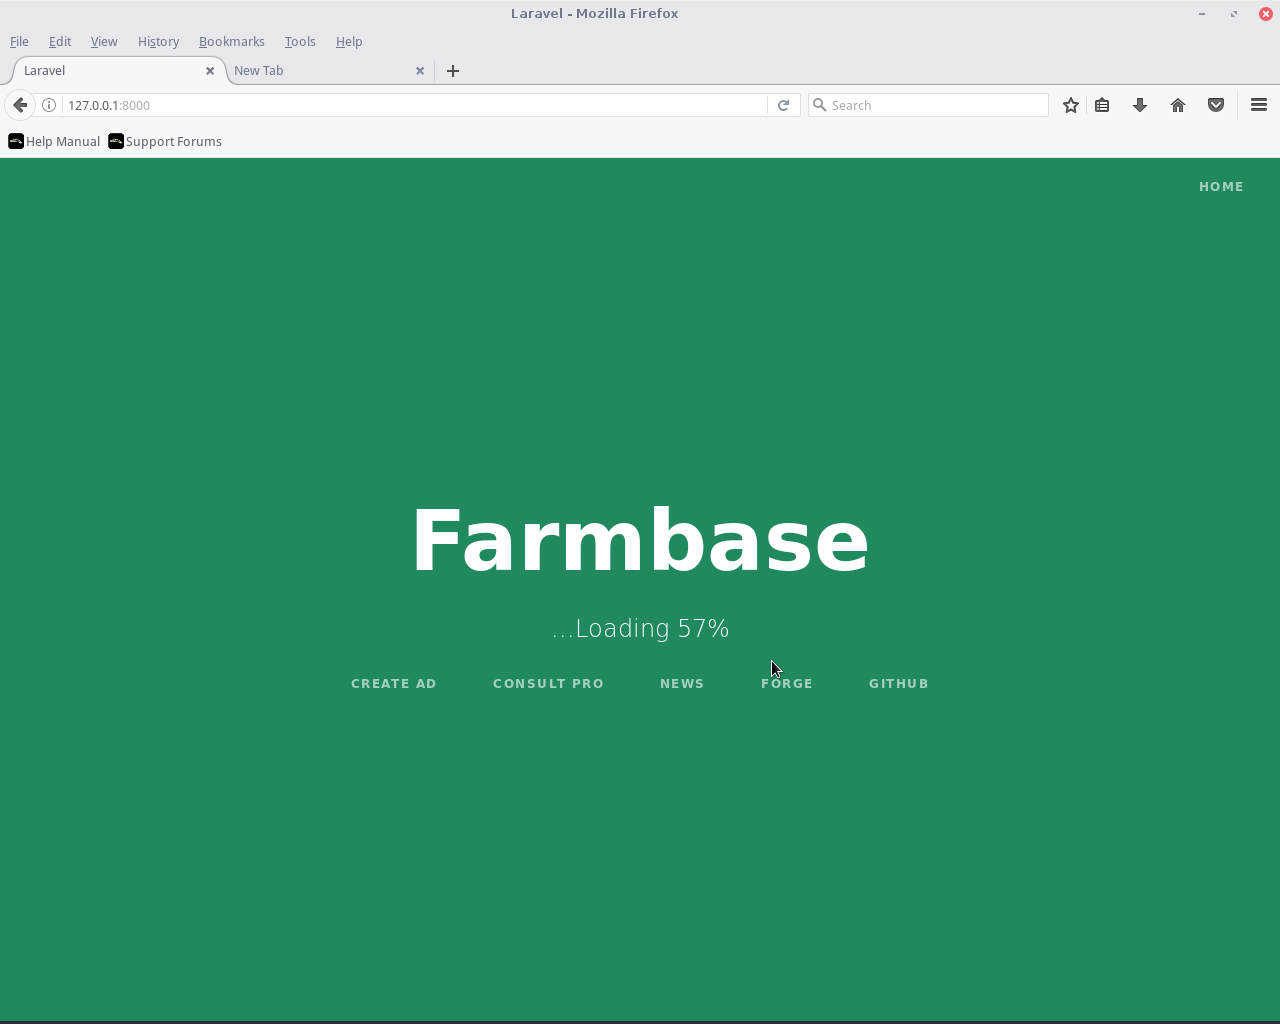 Laravel - Mozilla Firefox
File Edit View History Bookmarks Tools Help
Laravel New Tab
127.0.0.1:8000 Search
Help Manual Support Forums
HOME
Farmbase
...Loading 57%
CREATE AD CONSULT PRO NEWS FORGE GITHUB